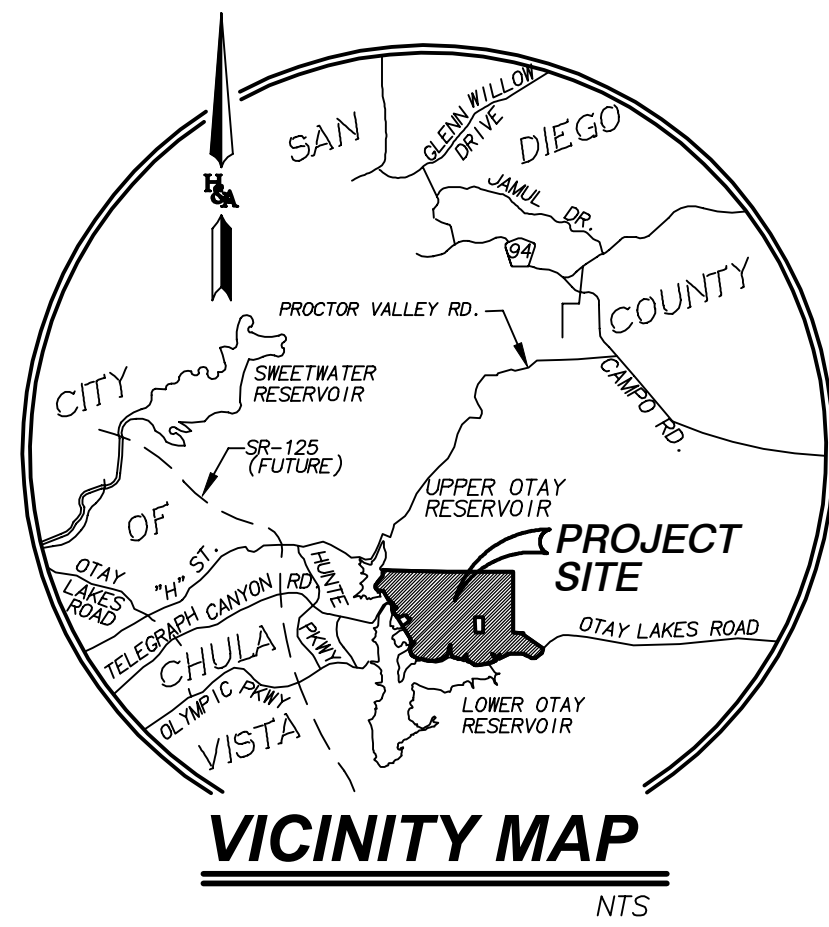 SAN
GLENN WILLOW
DRIVE
DIEGO
H&A
JAMUL DR.
94
COUNTY
PROCTOR VALLEY RD.
CAMPO RD.
SWEETWATER
RESERVOIR
CITY
SR-125
(FUTURE)
UPPER OTAY
RESERVOIR
OF
PROJECT
SITE
OTAY
LAKES
ROAD
"H" ST.
HUNTE
PKWY
TELEGRAPH CANYON RD.
OTAY LAKES ROAD
CHULA
OLYMPIC PKWY
VISTA
LOWER OTAY
RESERVOIR
VICINITY MAP
NTS